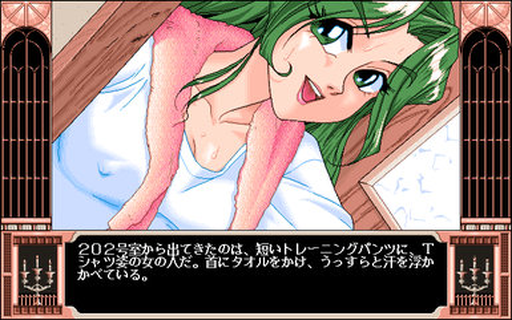 202号室から出てきたのは、短いトレーニングパンツに、T
シャツ姿の女の人だ。首にタオルをかけ、うっすらと汗を浮か
かべている。